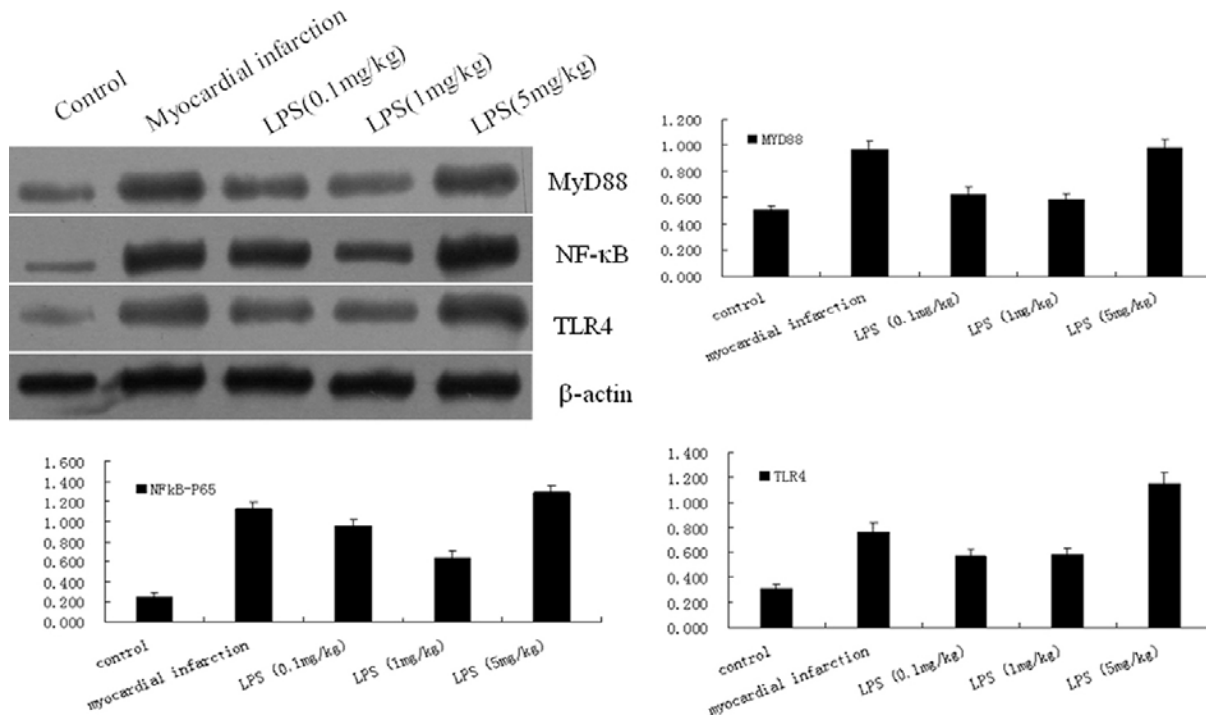 Control
Myocardial infarction
LPS(0.1mg/kg)
LPS(1mg/kg)
LPS(5mg/kg)
MyD88
NF-κB
TLR4
β-actin
1.200
1.000
0.800
0.600
0.400
0.200
0.000
MYD88
control
myocardial infarction
LPS (0.1mg/kg)
LPS (1mg/kg)
LPS (5mg/kg)
1.600
1.400
1.200
1.000
0.800
0.600
0.400
0.200
0.000
NFkB-P65
control
myocardial infarction
LPS (0.1mg/kg)
LPS (1mg/kg)
LPS (5mg/kg)
1.400
1.200
1.000
0.800
0.600
0.400
0.200
0.000
TLR4
control
myocardial infarction
LPS (0.1mg/kg)
LPS (1mg/kg)
LPS (5mg/kg)